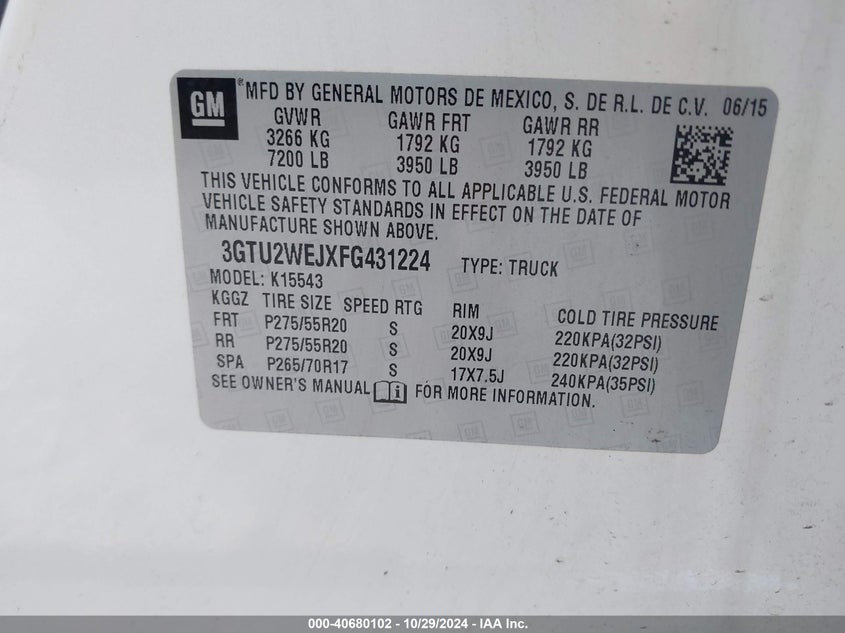 GM ® MFD BY GENERAL MOTORS DE MEXICO, S. DE R.L. DE C.V. 06/15
GVWR GAWR FRT GAWR RR
3266 KG 1792 KG 1792 KG
7200 LB 3950 LB 3950 LB
THIS VEHICLE CONFORMS TO ALL APPLICABLE U.S. FEDERAL MOTOR
VEHICLE SAFETY STANDARDS IN EFFECT ON THE DATE OF
MANUFACTURE SHOWN ABOVE.
3GTU2WEJXFG431224 TYPE: TRUCK
MODEL: K15543
KGGZ TIRE SIZE SPEED RTG RIM COLD TIRE PRESSURE
FRT P275/55R20 S 20X9J 220KPA(32PSI)
RR P275/55R20 S 20X9J 220KPA(32PSI)
SPA P265/70R17 S 17X7.5J 240KPA(35PSI)
SEE OWNER'S MANUAL i FOR MORE INFORMATION.
000-40680102 - 10/29/2024 - IAA Inc.